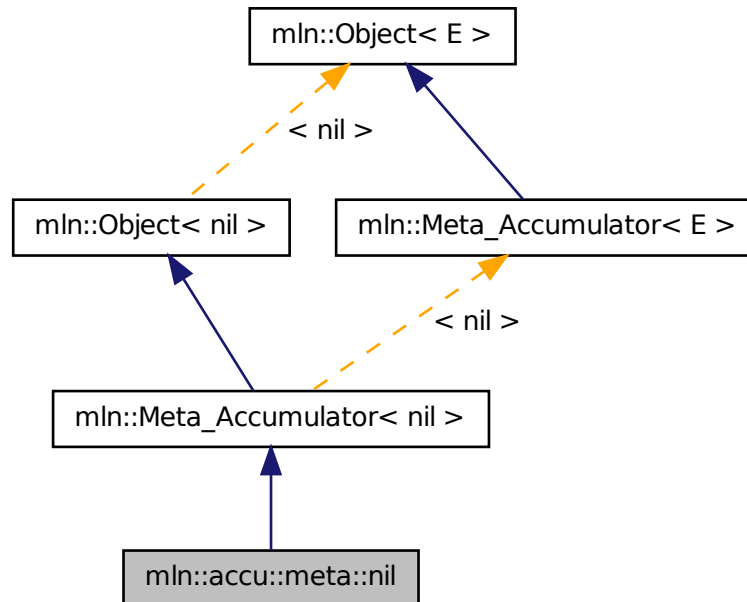 mln::Object< E >
< nil >
mln::Object< nil >
mln::Meta_Accumulator< E >
< nil >
mln::Meta_Accumulator< nil >
mln::accu::meta::nil